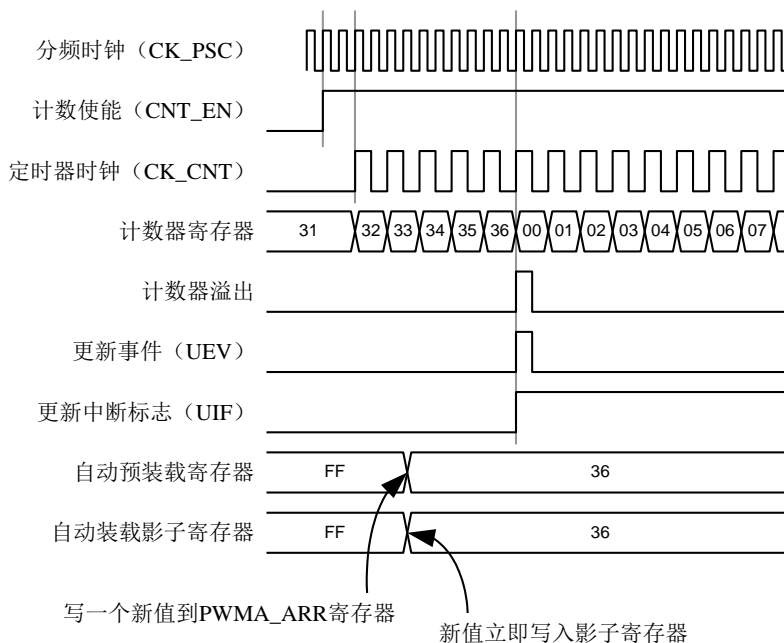 分频时钟（CK_PSC）
计数使能（CNT_EN）
定时器时钟（CK_CNT）
计数器寄存器 31 32 33 34 35 36 00 01 02 03 04 05 06 07
计数器溢出
更新事件（UEV）
更新中断标志（UIF）
自动预装载寄存器 FF 36
自动装载影子寄存器 FF 36
写一个新值到PWMA_ARR寄存器
新值立即写入影子寄存器